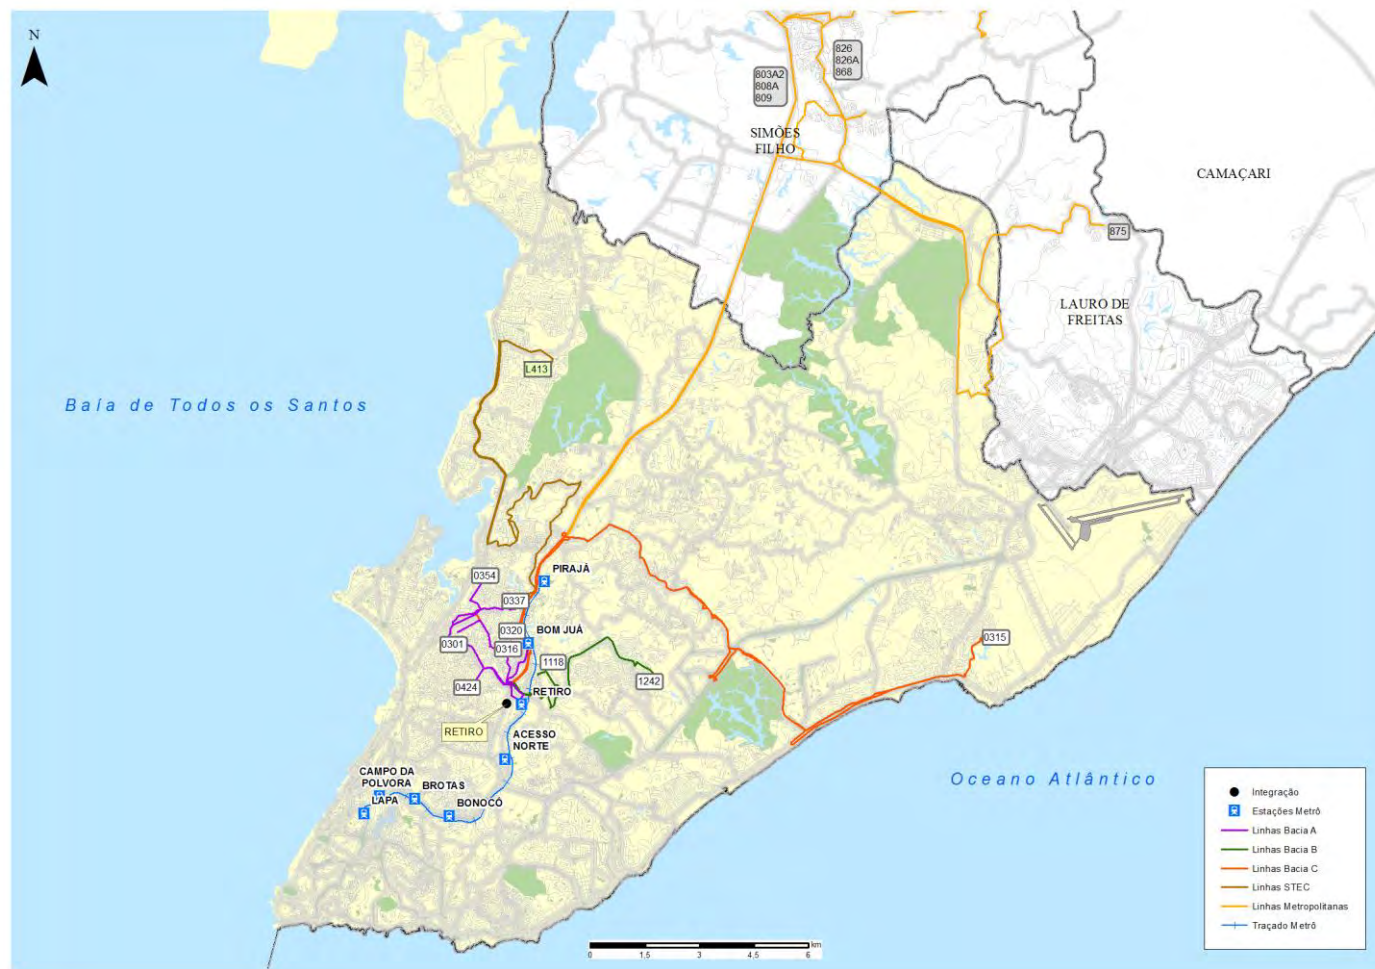 N
826
826A
868
803A2
808A
809
SIMÕES
FILHO
CAMAÇARI
875
LAURO DE
FREITAS
L413
Baía de Todos os Santos
PIRAJÁ
0354
0337
0320
BOM JUÁ
0315
0301
0316
1118
1242
0424
RETIRO
RETIRO
ACESSO
NORTE
CAMPO DA
POLVORA
BROTAS
LAPA
BONOCÔ
Oceano Atlântico
Integração
Estações Metrô
Linhas Bacia A
Linhas Bacia B
Linhas Bacia C
Linhas STEC
Linhas Metropolitanas
Traçado Metrô
km
0 1,5 3 4,5 6